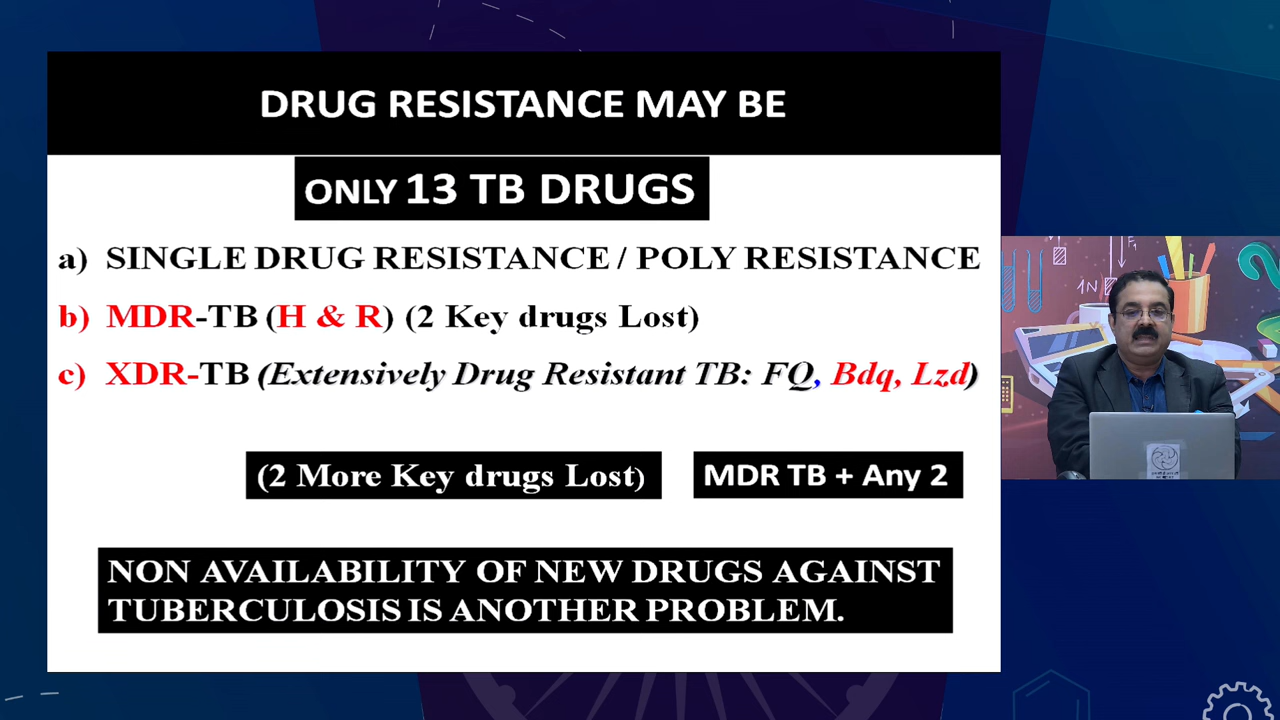 DRUG RESISTANCE MAY BE
ONLY 13 TB DRUGS
a) SINGLE DRUG RESISTANCE / POLY RESISTANCE
b) MDR-TB (H & R) (2 Key drugs Lost)
c) XDR-TB (Extensively Drug Resistant TB: FQ, Bdq, Lzd)
(2 More Key drugs Lost)
MDR TB + Any 2
NON AVAILABILITY OF NEW DRUGS AGAINST
TUBERCULOSIS IS ANOTHER PROBLEM.
IN
F₁